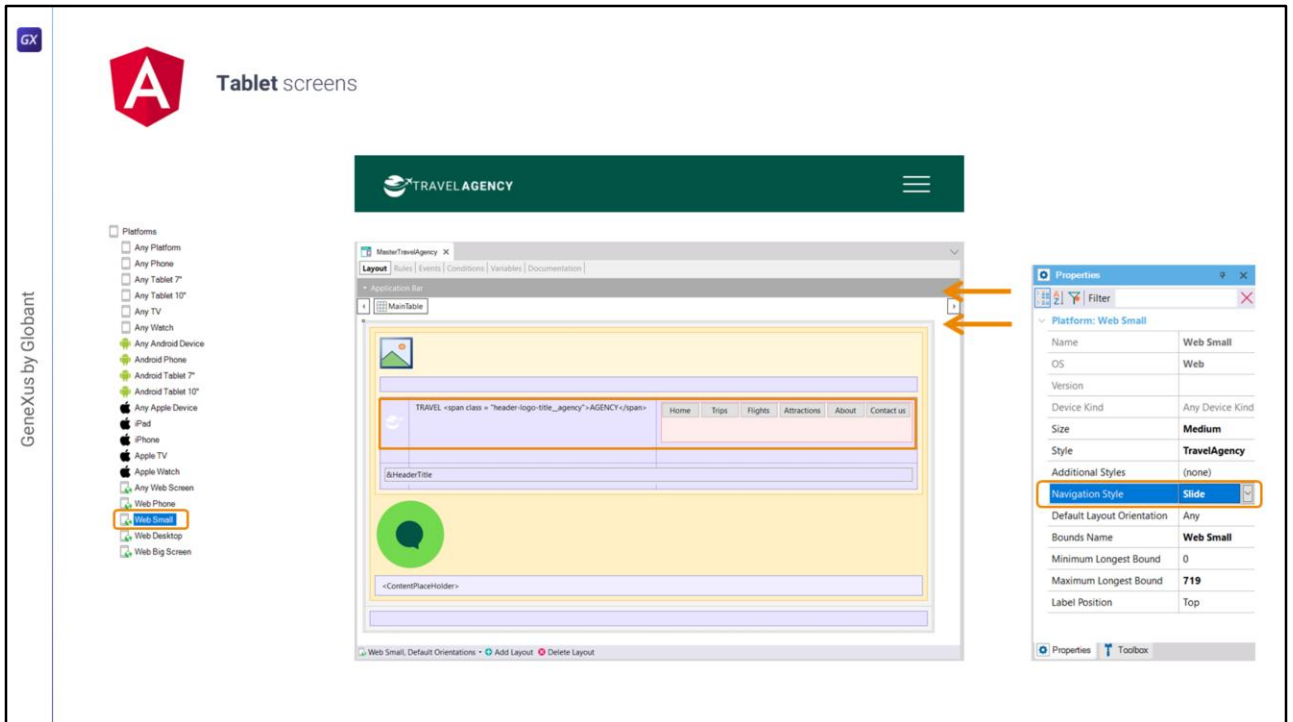 GX
GeneXus by Globant
Tablet screens
TRAVEL AGENCY
Platforms
Any Platform
Any Phone
Any Tablet 7"
Any Tablet 10"
Any TV
Any Watch
Any Android Device
Android Phone
Android Tablet 7"
Android Tablet 10"
Any Apple Device
iPad
iPhone
Apple TV
Apple Watch
Any Web Screen
Web Phone
Web Small
Web Desktop
Web Big Screen
MasterTravelAgency X
Layout Rules Events Conditions Variables Documentation
Application Bar
MainTable
TRAVEL <span class = "header-logo-title__agency">AGENCY</span>
Home Trips Flights Attractions About Contact us
&HeaderTitle
<ContentPlaceHolder>
Web Small, Default Orientations Add Layout Delete Layout
Properties
Filter
Platform: Web Small
Name Web Small
OS Web
Version
Device Kind Any Device Kind
Size Medium
Style TravelAgency
Additional Styles (none)
Navigation Style Slide
Default Layout Orientation Any
Bounds Name Web Small
Minimum Longest Bound 0
Maximum Longest Bound 719
Label Position Top
Properties Toolbox